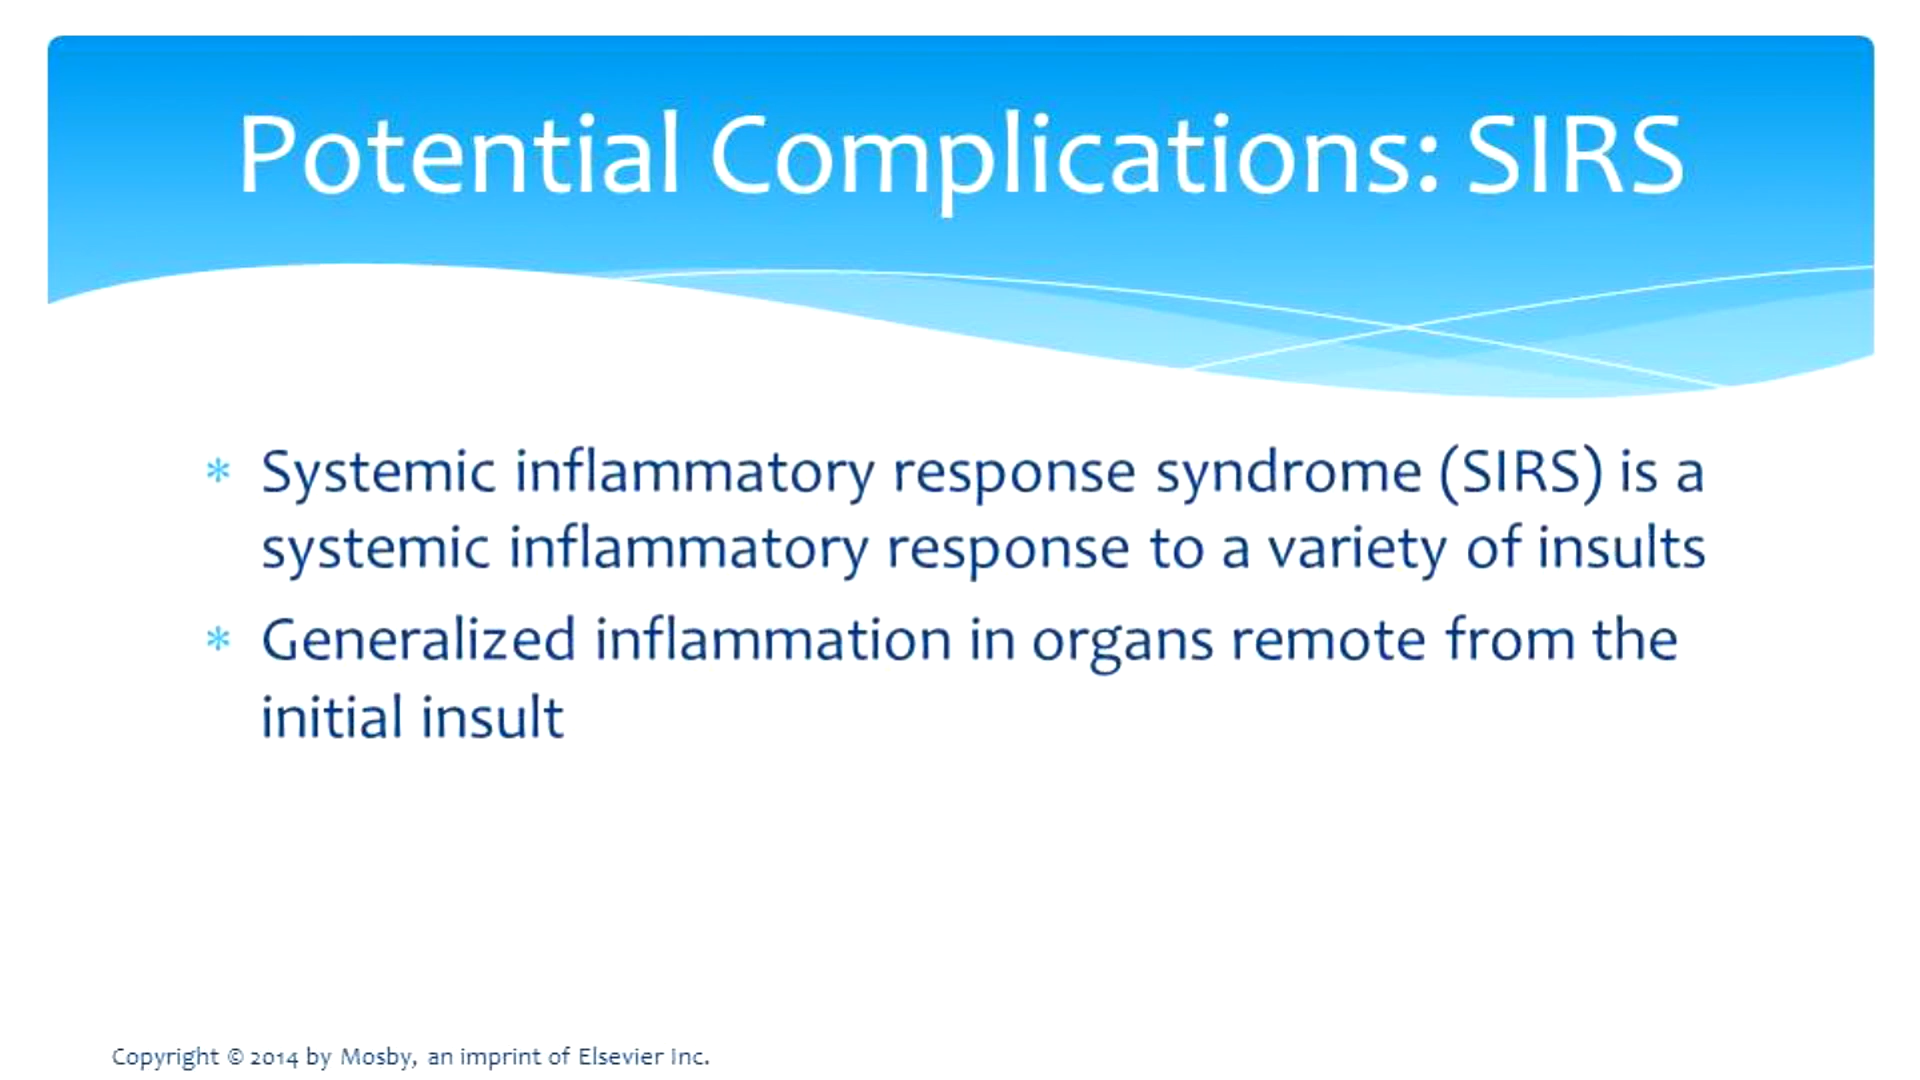 Potential Complications: SIRS
* Systemic inflammatory response syndrome (SIRS) is a
systemic inflammatory response to a variety of insults
* Generalized inflammation in organs remote from the
initial insult
Copyright © 2014 by Mosby, an imprint of Elsevier Inc.